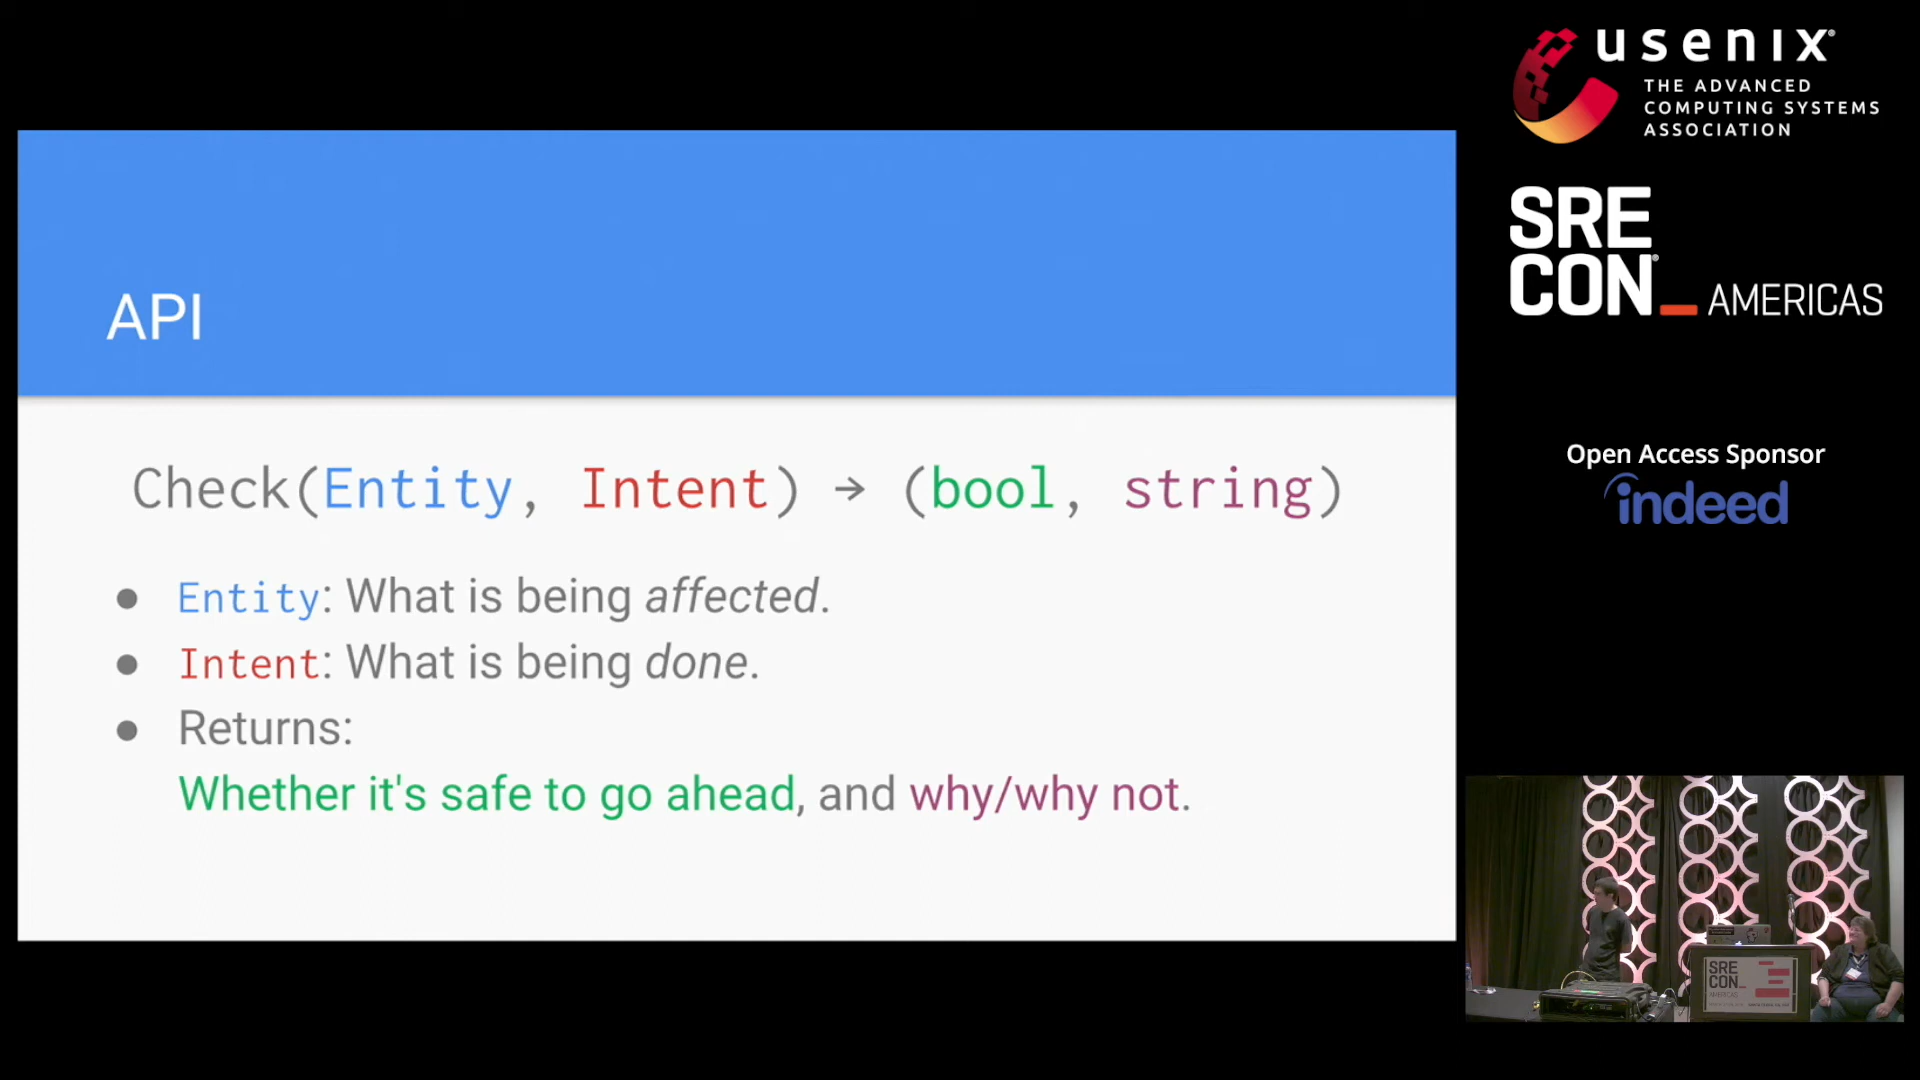 usenix®
THE ADVANCED
COMPUTING SYSTEMS
ASSOCIATION
SRE
CON®_AMERICAS
API
Check(Entity, Intent) → (bool, string)
● Entity: What is being affected.
● Intent: What is being done.
● Returns:
Whether it's safe to go ahead, and why/why not.
Open Access Sponsor
indeed
SRE
CON
AMERICAS